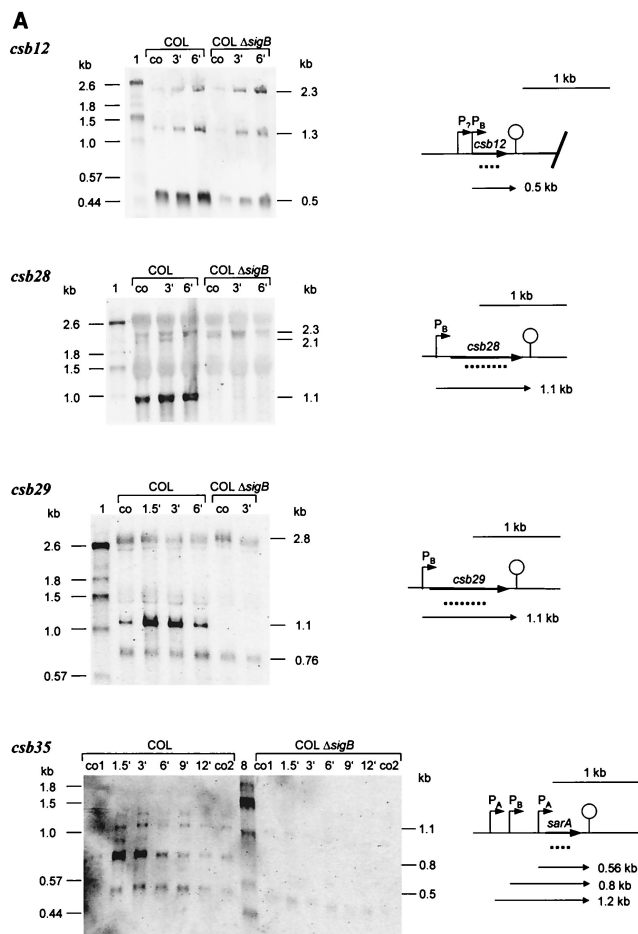 A
csb12
COL
COL ΔsigB
kb
1
co
3'
6'
co
3'
6'
kb
2.6
1.8
1.5
1.0
0.57
0.44
2.3
1.3
0.5
1 kb
P? PB
csb12
0.5 kb
csb28
COL
COL ΔsigB
kb
1
co
3'
6'
co
3'
6'
kb
2.6
1.8
1.5
1.0
2.3
2.1
1.1
1 kb
PB
csb28
1.1 kb
csb29
COL
COL ΔsigB
kb
1
co
1.5'
3'
6'
co
3'
kb
2.6
1.8
1.5
1.0
0.57
2.8
1.1
0.76
1 kb
PB
csb29
1.1 kb
csb35
COL
COL ΔsigB
kb
co1
1.5'
3'
6'
9'
12'
co2
8
co1
1.5'
3'
6'
9'
12'
co2
kb
1.8
1.5
1.0
0.57
0.44
1.1
0.8
0.5
1 kb
PA
PB
PA
sarA
0.56 kb
0.8 kb
1.2 kb